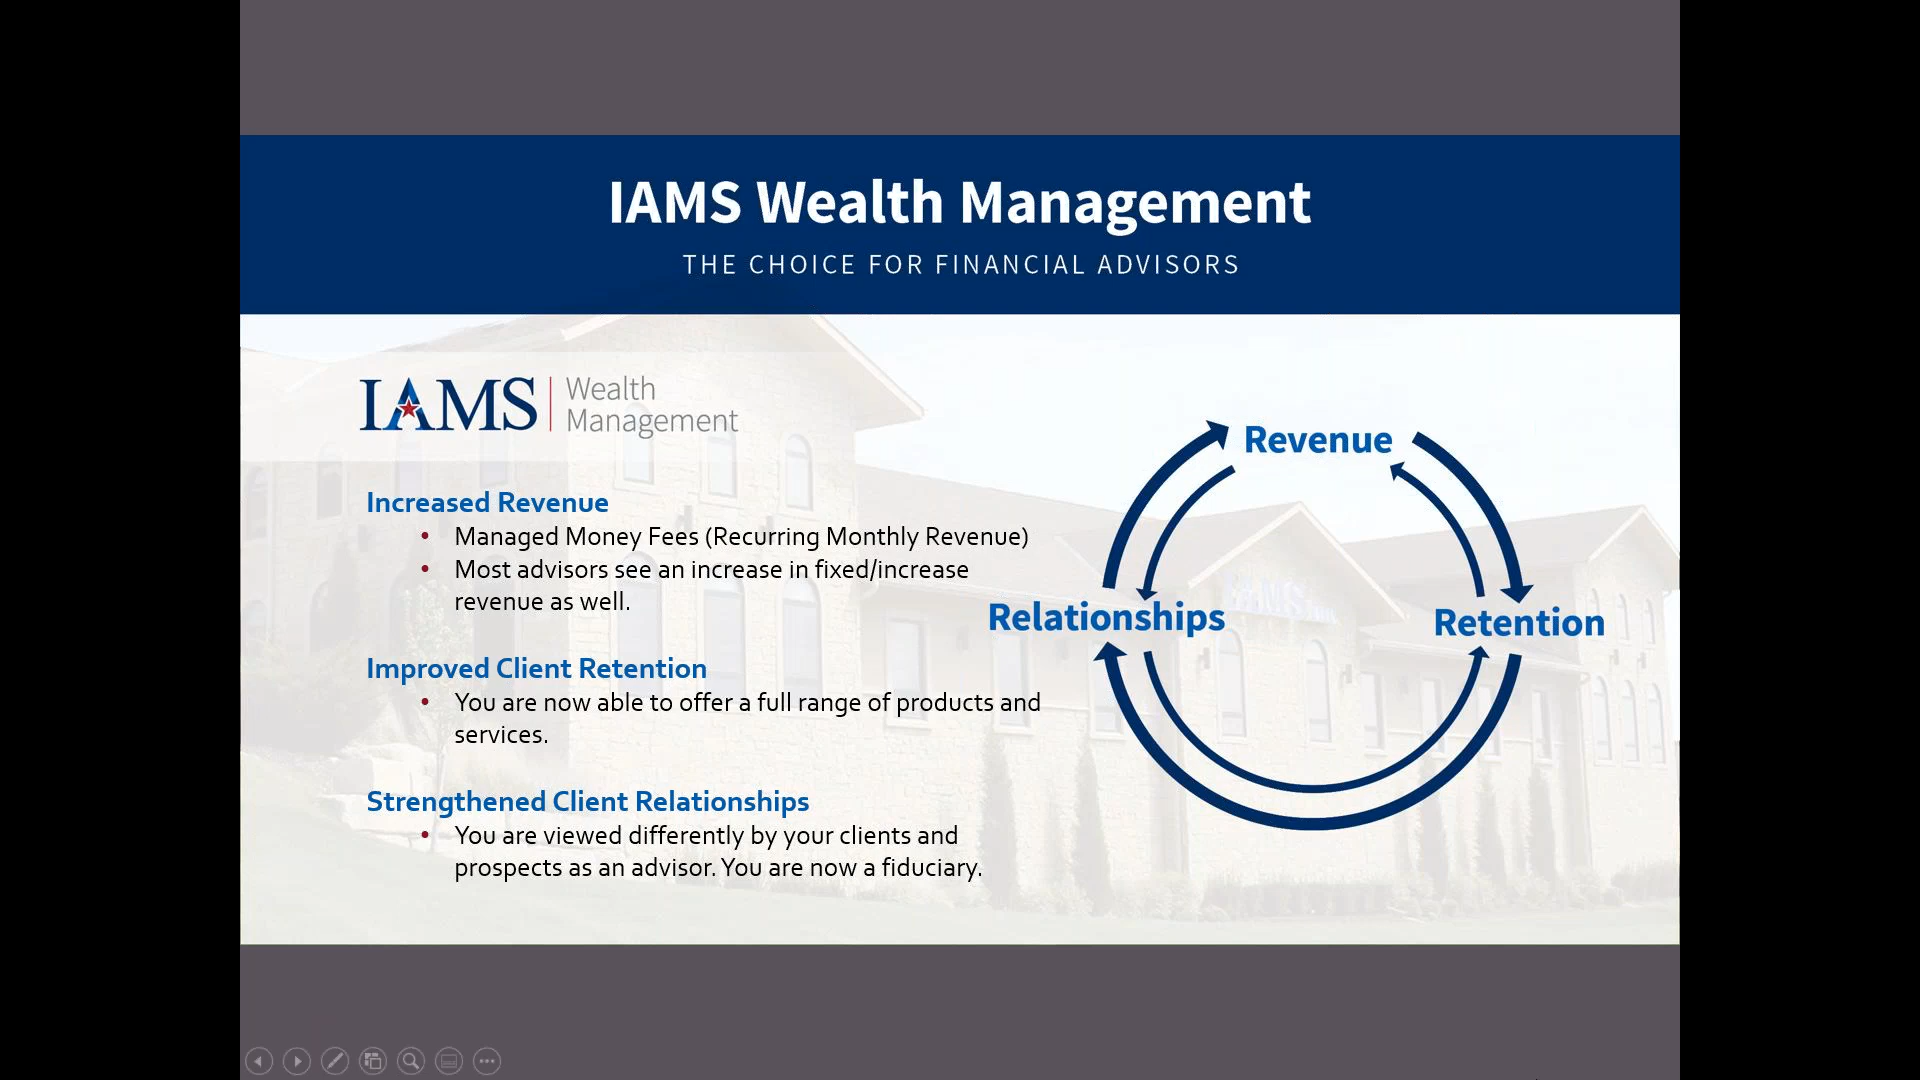 IAMS Wealth Management
THE CHOICE FOR FINANCIAL ADVISORS
IAMS
Wealth
Management
Increased Revenue
• Managed Money Fees (Recurring Monthly Revenue)
• Most advisors see an increase in fixed/increase
revenue as well.
Improved Client Retention
• You are now able to offer a full range of products and
services.
Strengthened Client Relationships
• You are viewed differently by your clients and
prospects as an advisor. You are now a fiduciary.
Revenue
Relationships
Retention
IAMS